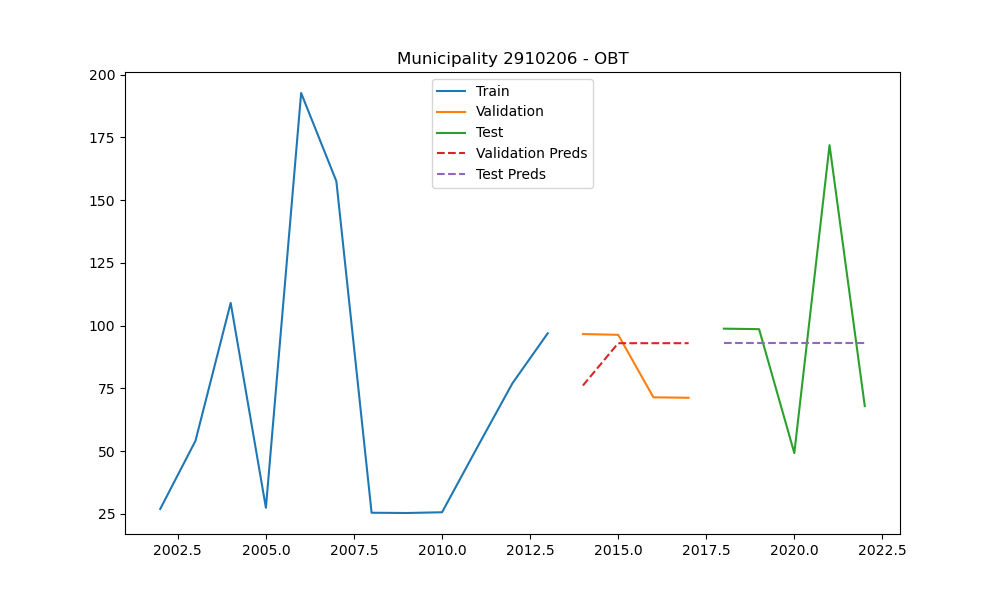 Municipality 2910206 - OBT
Train
Validation
Test
Validation Preds
Test Preds
200
175
150
125
100
75
50
25
2002.5 2005.0 2007.5 2010.0 2012.5 2015.0 2017.5 2020.0 2022.5